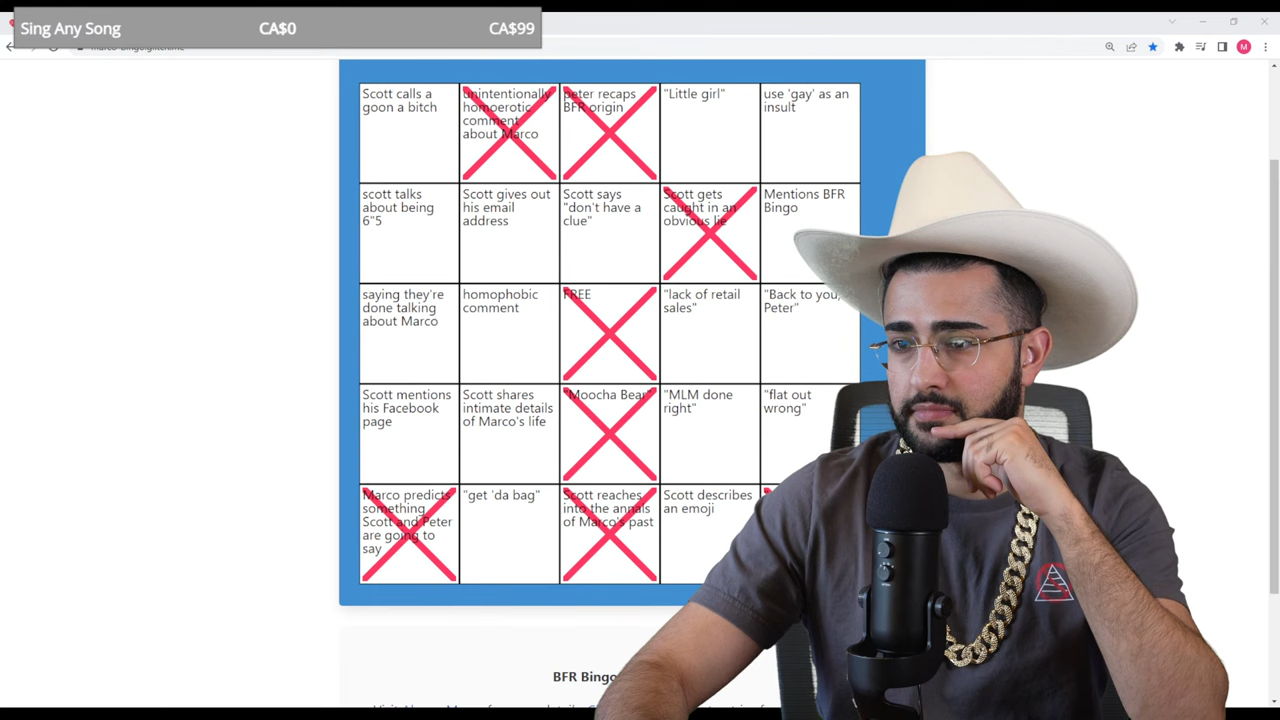 Sing Any Song CA$0 CA$99
M
Scott calls a
goon a bitch
unintentionally
homoerotic
comment
about Marco
peter recaps
BFR origin
"Little girl"
use 'gay' as an
insult
scott talks
about being
6"5
Scott gives out
his email
address
Scott says
"don't have a
clue"
Scott gets
caught in an
obvious lie
Mentions BFR
Bingo
saying they're
done talking
about Marco
homophobic
comment
FREE
"lack of retail
sales"
"Back to you,
Peter"
Scott mentions
his Facebook
page
Scott shares
intimate details
of Marco's life
"Moocha Bear"
"MLM done
right"
"flat out
wrong"
Marco predicts
something
Scott and Peter
are going to
say
"get 'da bag"
Scott reaches
into the annals
of Marco's past
Scott describes
an emoji
BFR Bingo